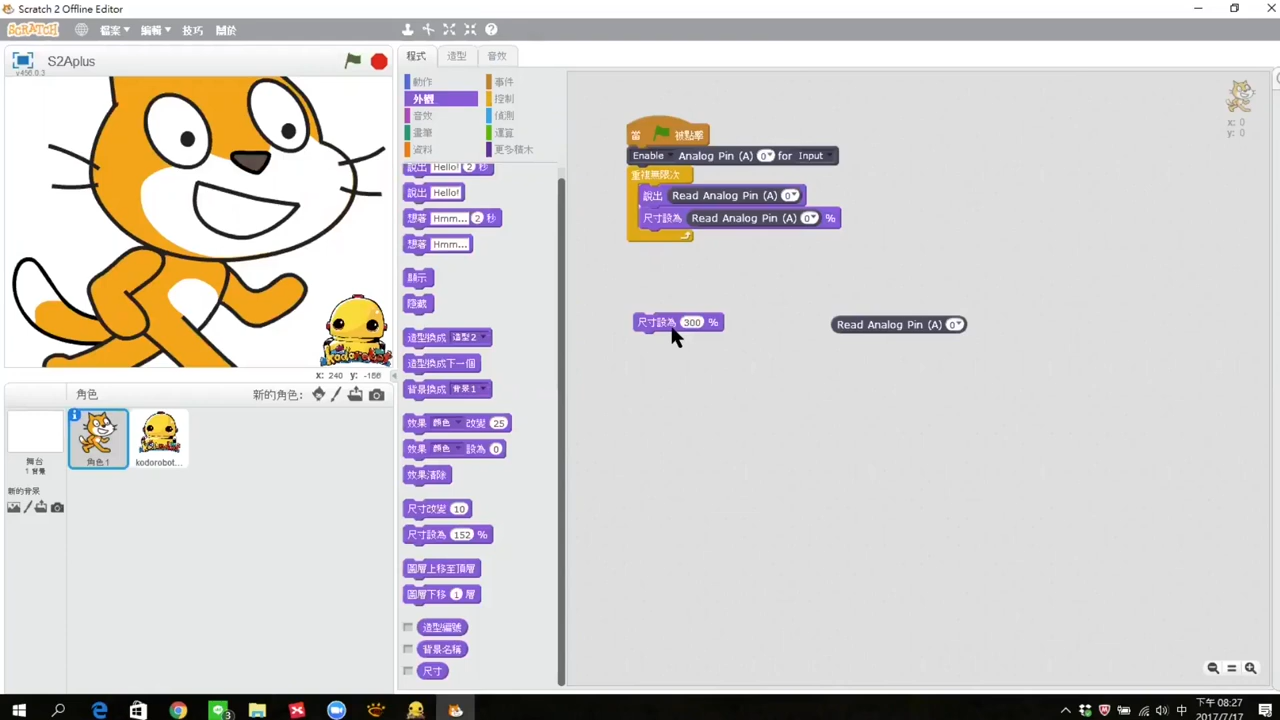 Scratch 2 Offline Editor
SCRATCH 檔案 編輯 技巧 關於
S2Aplus
v456.0.3
程式 造型 音效
動作 事件
外觀 控制
音效 偵測
畫筆 運算
資料 更多積木
說出 Hello! 2 秒
說出 Hello!
想著 Hmm... 2 秒
想著 Hmm...
顯示
隱藏
造型換成 造型2
造型換成下一個
背景換成 背景1
效果 顏色 改變 25
效果 顏色 設為 0
效果清除
尺寸改變 10
尺寸設為 152 %
圖層上移至頂層
圖層下移 1 層
造型編號
背景名稱
尺寸
當 被點擊
Enable Analog Pin (A) 0 for Input
重複無限次
說出 Read Analog Pin (A) 0
尺寸設為 Read Analog Pin (A) 0 %
尺寸設為 300 %
Read Analog Pin (A) 0
x: 0
y: 0
kodorobot
x: 240 y: -166
角色 新的角色:
舞台
1 背景
新的背景
角色1
kodorobot...
下午 08:27
2017/7/17
中
3